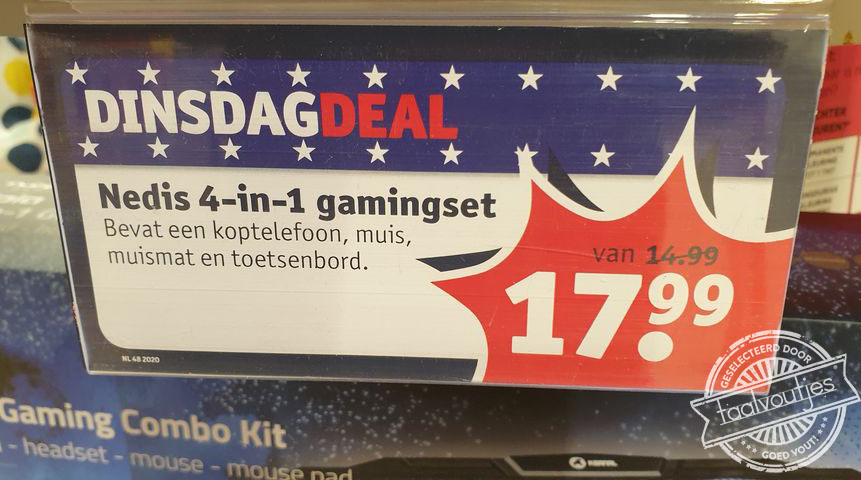 DINSDAGDEAL
Nedis 4-in-1 gamingset
Bevat een koptelefoon, muis,
muismat en toetsenbord.
van 14.99
17.99
NL 48 2020
Gaming Combo Kit
- headset - mouse - mouse pad
GESELECTEERD DOOR
taalvoutjes
GOED VOUT!